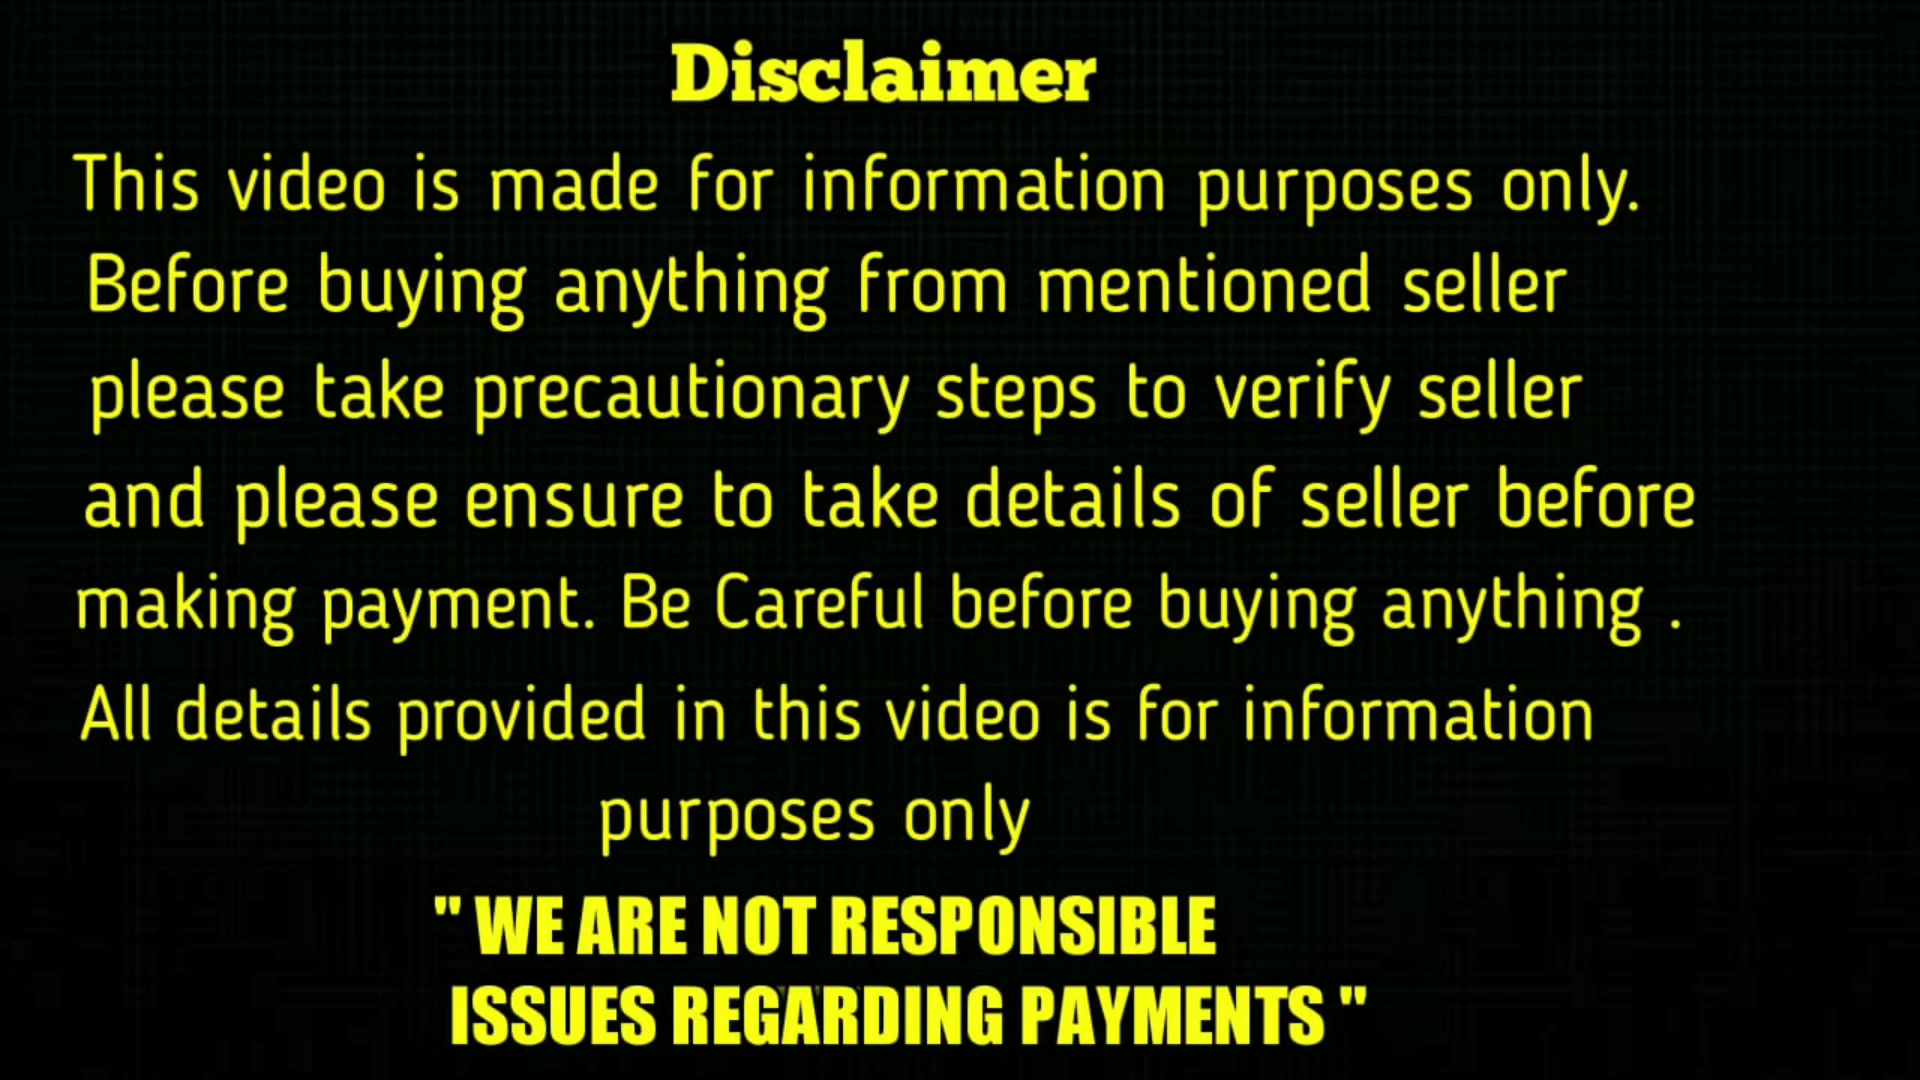 Disclaimer
This video is made for information purposes only.
Before buying anything from mentioned seller
please take precautionary steps to verify seller
and please ensure to take details of seller before
making payment. Be Careful before buying anything .
All details provided in this video is for information
purposes only
" WE ARE NOT RESPONSIBLE
ISSUES REGARDING PAYMENTS "